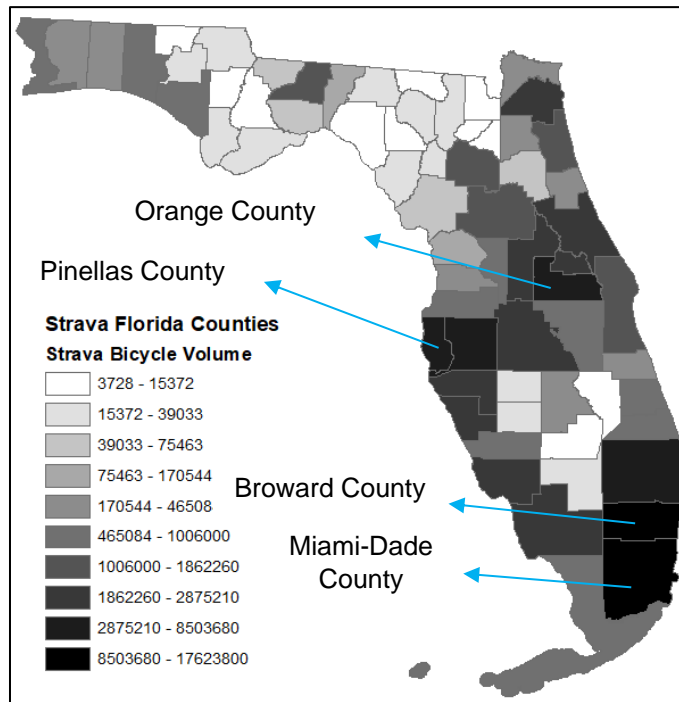 Orange County
Pinellas County
Strava Florida Counties
Strava Bicycle Volume
3728 - 15372
15372 - 39033
39033 - 75463
75463 - 170544
170544 - 46508
465084 - 1006000
1006000 - 1862260
1862260 - 2875210
2875210 - 8503680
8503680 - 17623800
Broward County
Miami-Dade
County